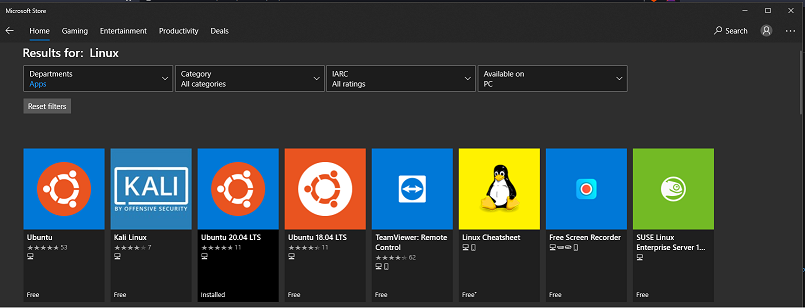 Microsoft Store
Home Gaming Entertainment Productivity Deals Search
Results for: Linux
Departments Category IARC Available on
Apps All categories All ratings PC
Reset filters
KALI
BY OFFENSIVE SECURITY
Ubuntu Kali Linux Ubuntu 20.04 LTS Ubuntu 18.04 LTS TeamViewer: Remote Linux Cheatsheet Free Screen Recorder SUSE Linux
53 7 11 11 Control Enterprise Server 1...
62
Free Free Installed Free Free Free+ Free Free